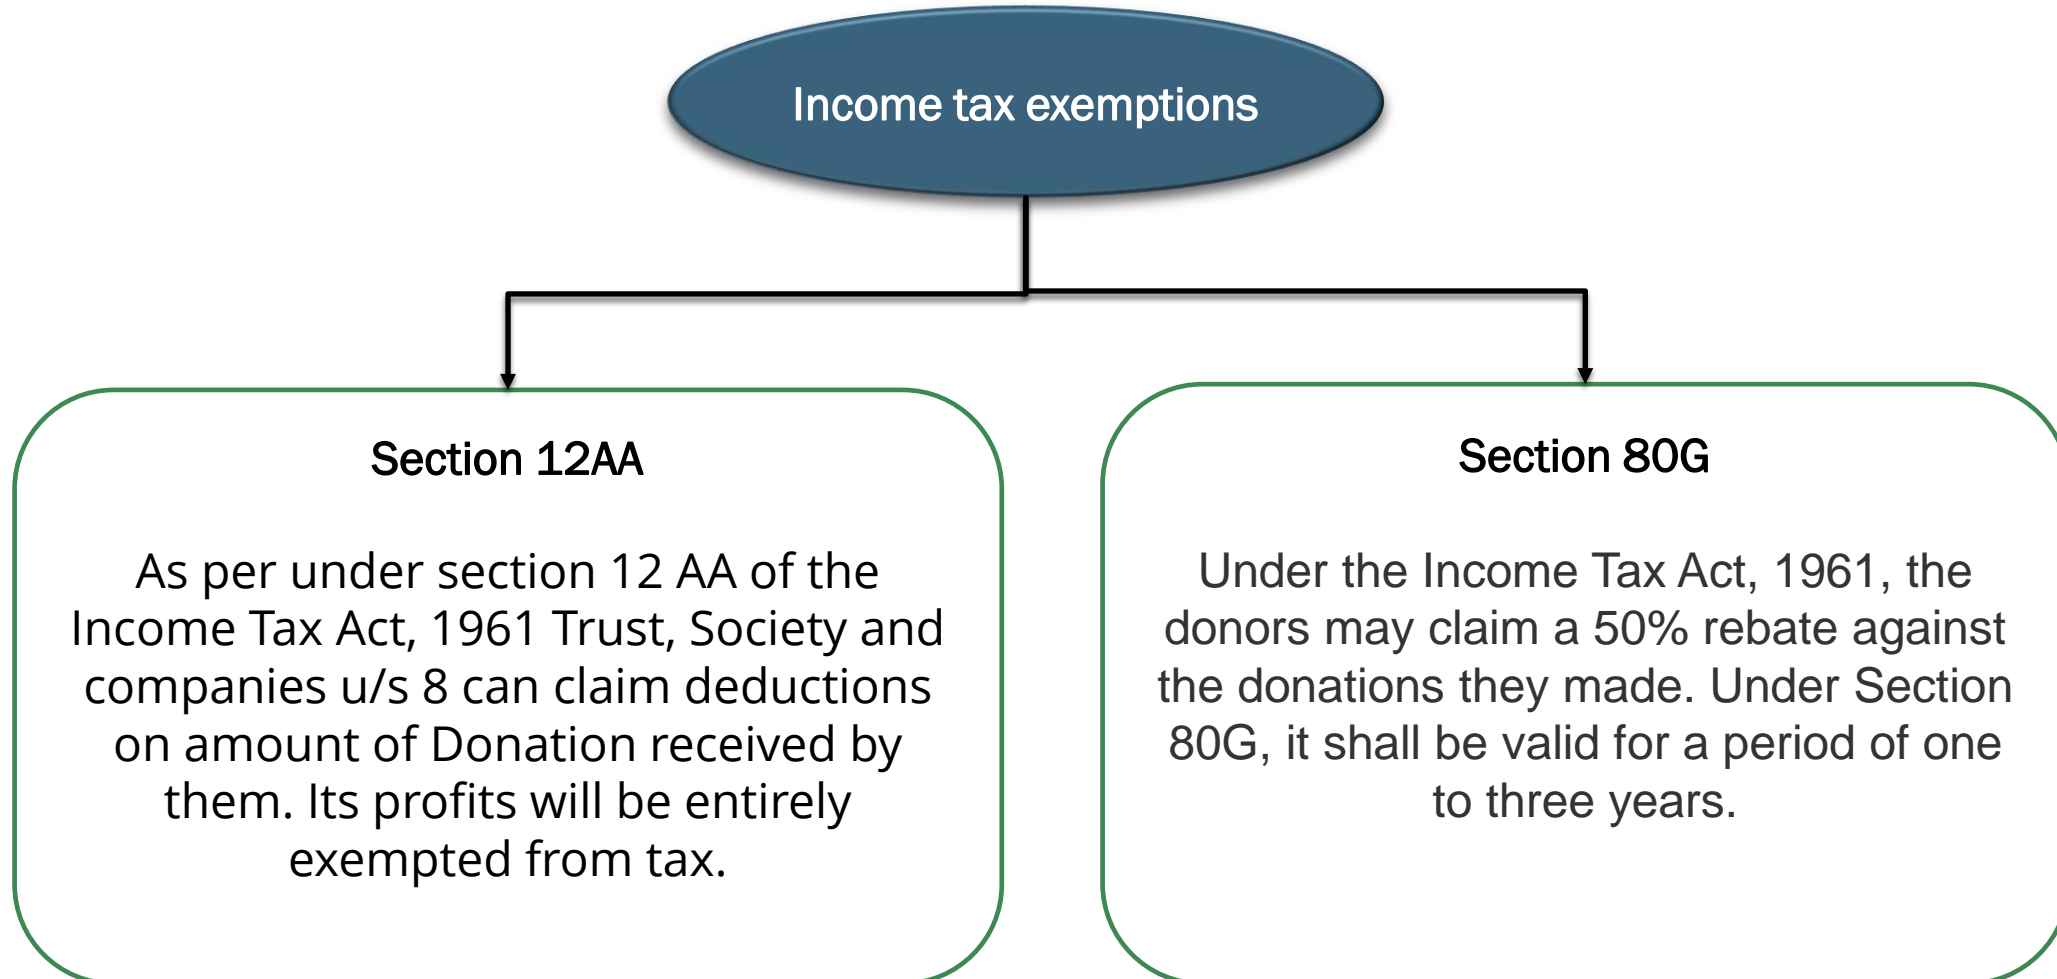 Income tax exemptions
Section 12AA
As per under section 12 AA of the
Income Tax Act, 1961 Trust, Society and
companies u/s 8 can claim deductions
on amount of Donation received by
them. Its profits will be entirely
exempted from tax.
Section 80G
Under the Income Tax Act, 1961, the
donors may claim a 50% rebate against
the donations they made. Under Section
80G, it shall be valid for a period of one
to three years.